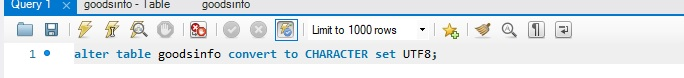 Query 1 goodsinfo - Table goodsinfo
Limit to 1000 rows
1 alter table goodsinfo convert to CHARACTER set UTF8;